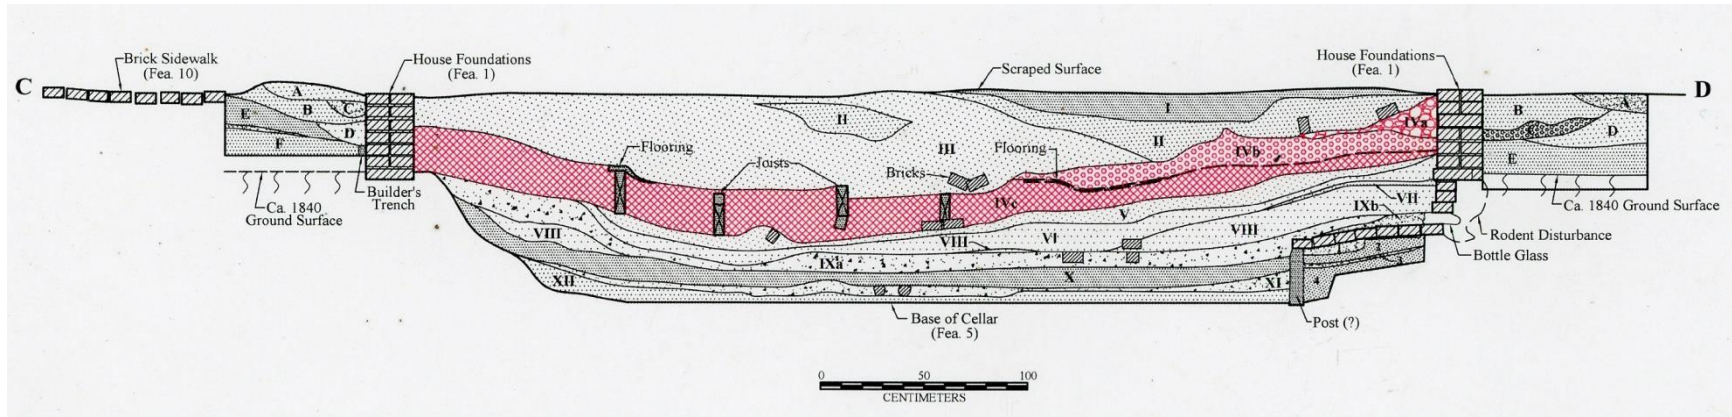 Brick Sidewalk
(Fea. 10)
House Foundations
(Fea. 1)
Scraped Surface
House Foundations
(Fea. 1)
C
D
A
B
C
E
D
F
I
II
II
III
IVa
IVb
IVc
B
A
C
D
E
Flooring
Joists
Bricks
Flooring
Builder's
Trench
Ca. 1840
Ground Surface
V
VI
VII
VIII
VIII
VIII
IXa
IXb
X
XI
XII
4
Ca. 1840 Ground Surface
Rodent Disturbance
Bottle Glass
Post (?)
Base of Cellar
(Fea. 5)
0 50 100
CENTIMETERS